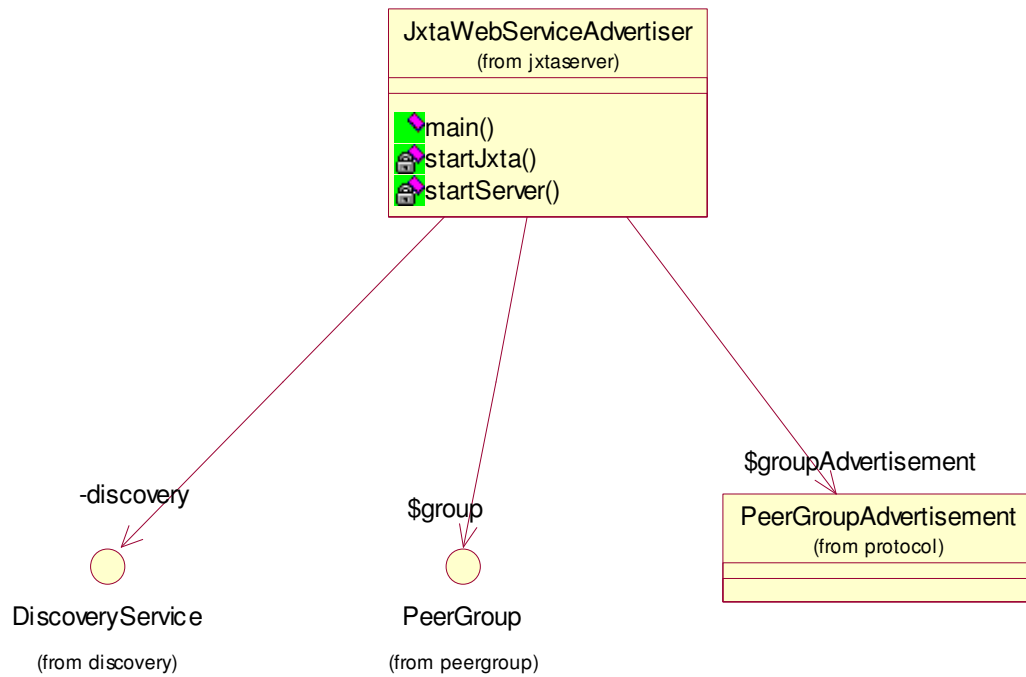 JxtaWebServiceAdvertiser
(from jxtaserver)
main()
startJxta()
startServer()
-discovery
$group
$groupAdvertisement
DiscoveryService
(from discovery)
PeerGroup
(from peergroup)
PeerGroupAdvertisement
(from protocol)